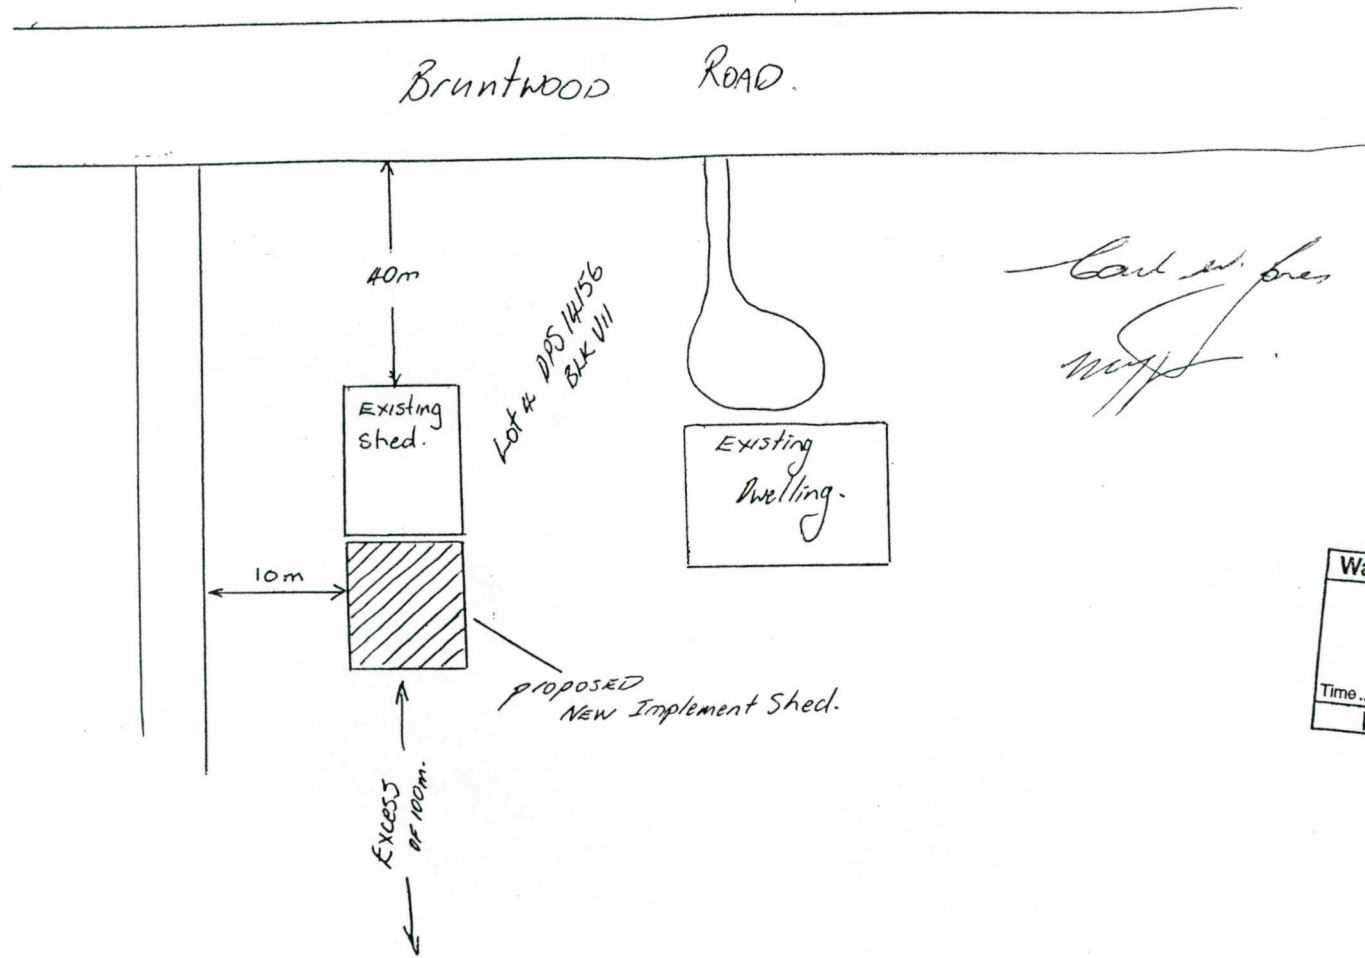 Bruntwood ROAD.
40m
Lot 4 DPS 14156
BLK VII
Existing
Shed.
Existing
Dwelling.
10m
proposed
New Implement Shed.
Excess
of 100m.
Time..